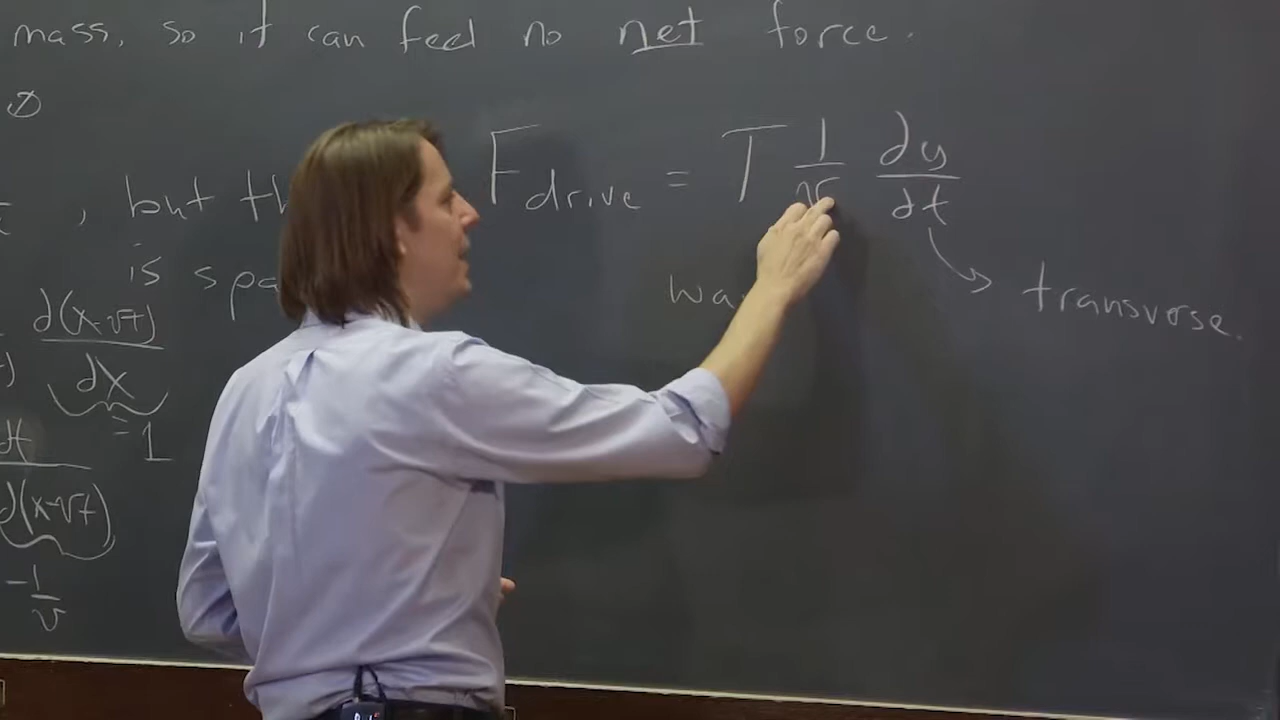 mass, so it can feel no net force.
∅
F drive = T 1/v ∂y/∂t
, but th
is spa
wa
transverse.
d(x-vt)
dx
= 1
dt
d(x-vt)
-1/v